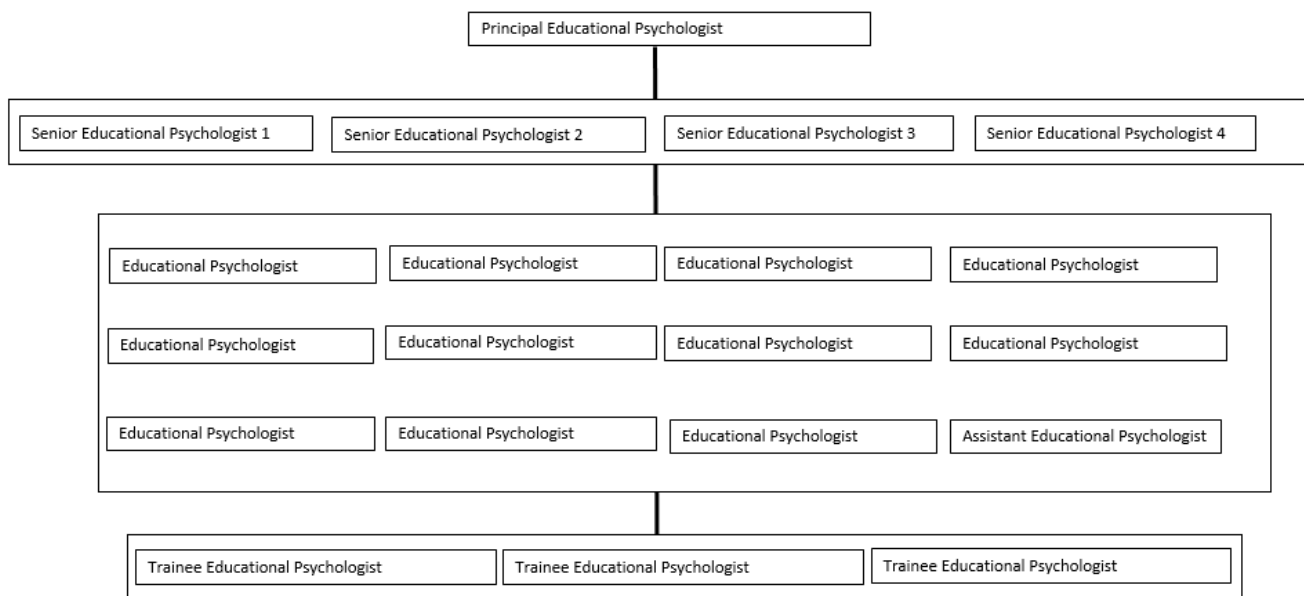 Principal Educational Psychologist
Senior Educational Psychologist 1
Senior Educational Psychologist 2
Senior Educational Psychologist 3
Senior Educational Psychologist 4
Educational Psychologist
Educational Psychologist
Educational Psychologist
Educational Psychologist
Educational Psychologist
Educational Psychologist
Educational Psychologist
Educational Psychologist
Educational Psychologist
Educational Psychologist
Educational Psychologist
Assistant Educational Psychologist
Trainee Educational Psychologist
Trainee Educational Psychologist
Trainee Educational Psychologist